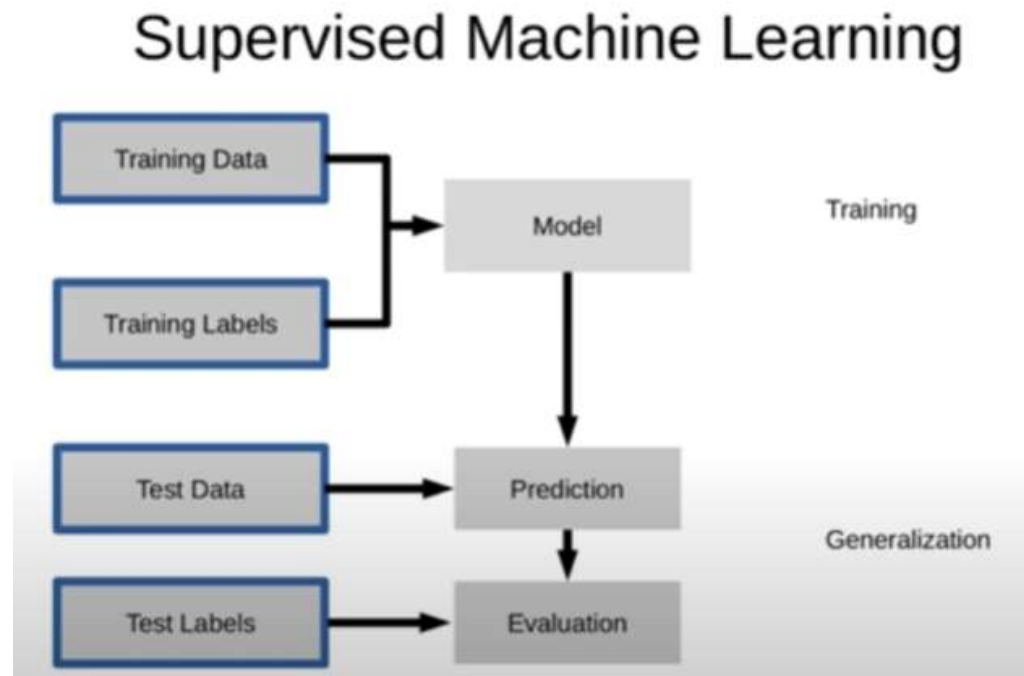 Supervised Machine Learning
Training Data
Model
Training
Training Labels
Test Data
Prediction
Generalization
Test Labels
Evaluation